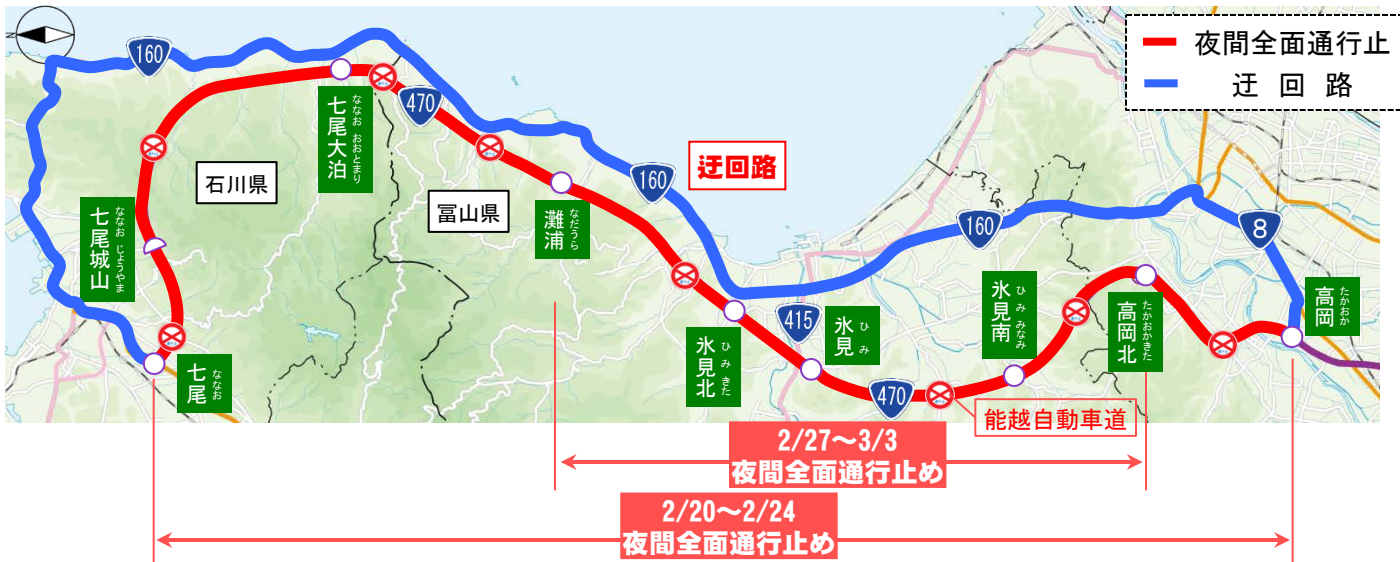 夜間全面通行止
迂回路
160
470
ななお おおとまり
七尾大泊
石川県
富山県
ななお じょうやま
七尾城山
ななお
七尾
なだうら
灘浦
160
迂回路
160
8
415
ひみ
氷見
ひみ きた
氷見北
ひみ みなみ
氷見南
たかおかきた
高岡北
たかおか
高岡
470
能越自動車道
2/27~3/3
夜間全面通行止め
2/20~2/24
夜間全面通行止め